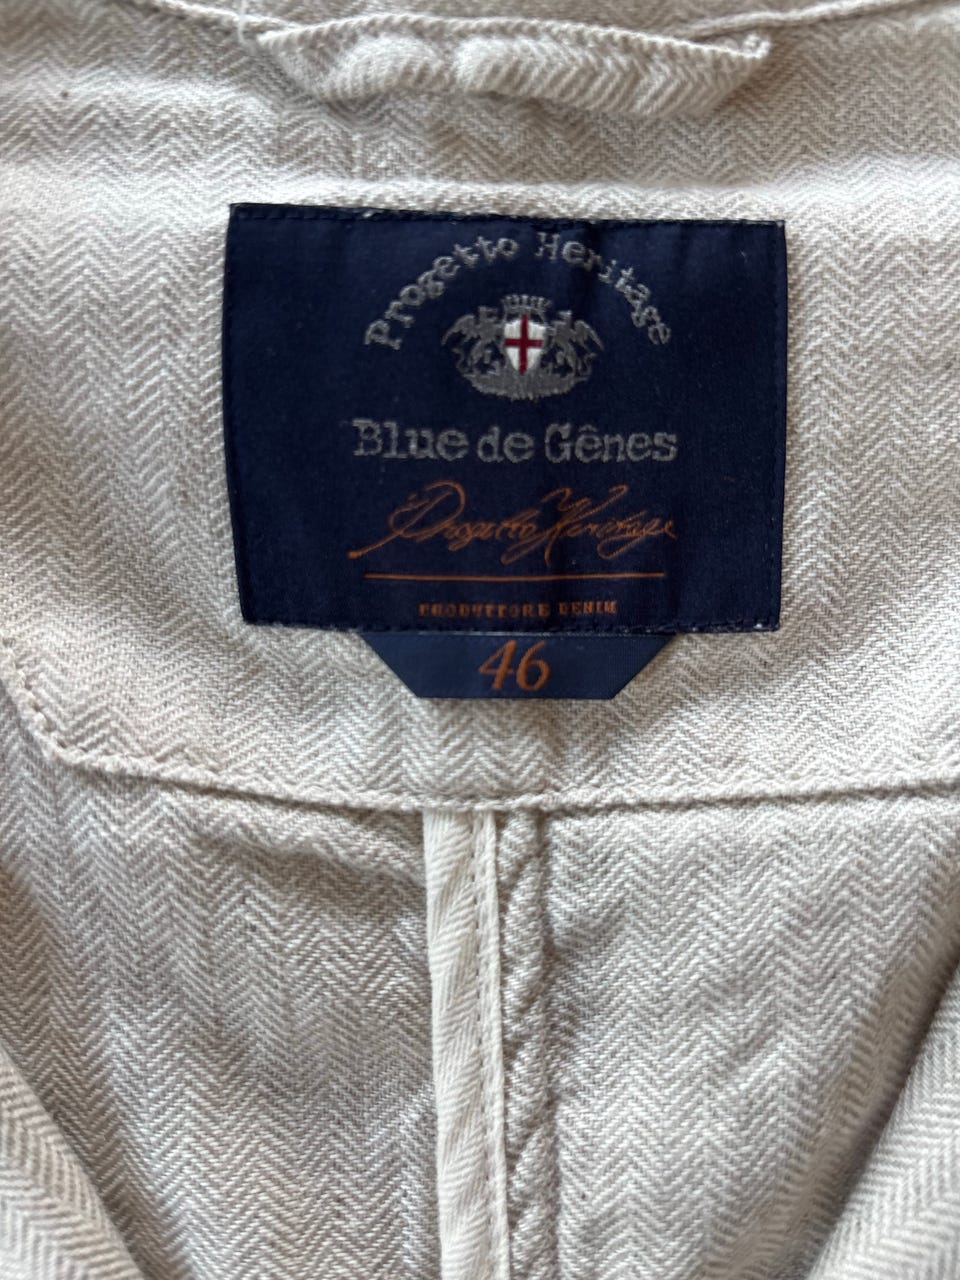 Progetto Heritage
Blue de Gênes
Progetto Heritage
PRODUTTORE DENIM
46